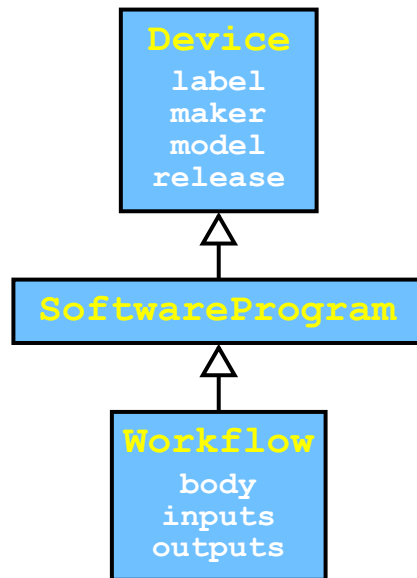 Device
label
maker
model
release
SoftwareProgram
Workflow
body
inputs
outputs